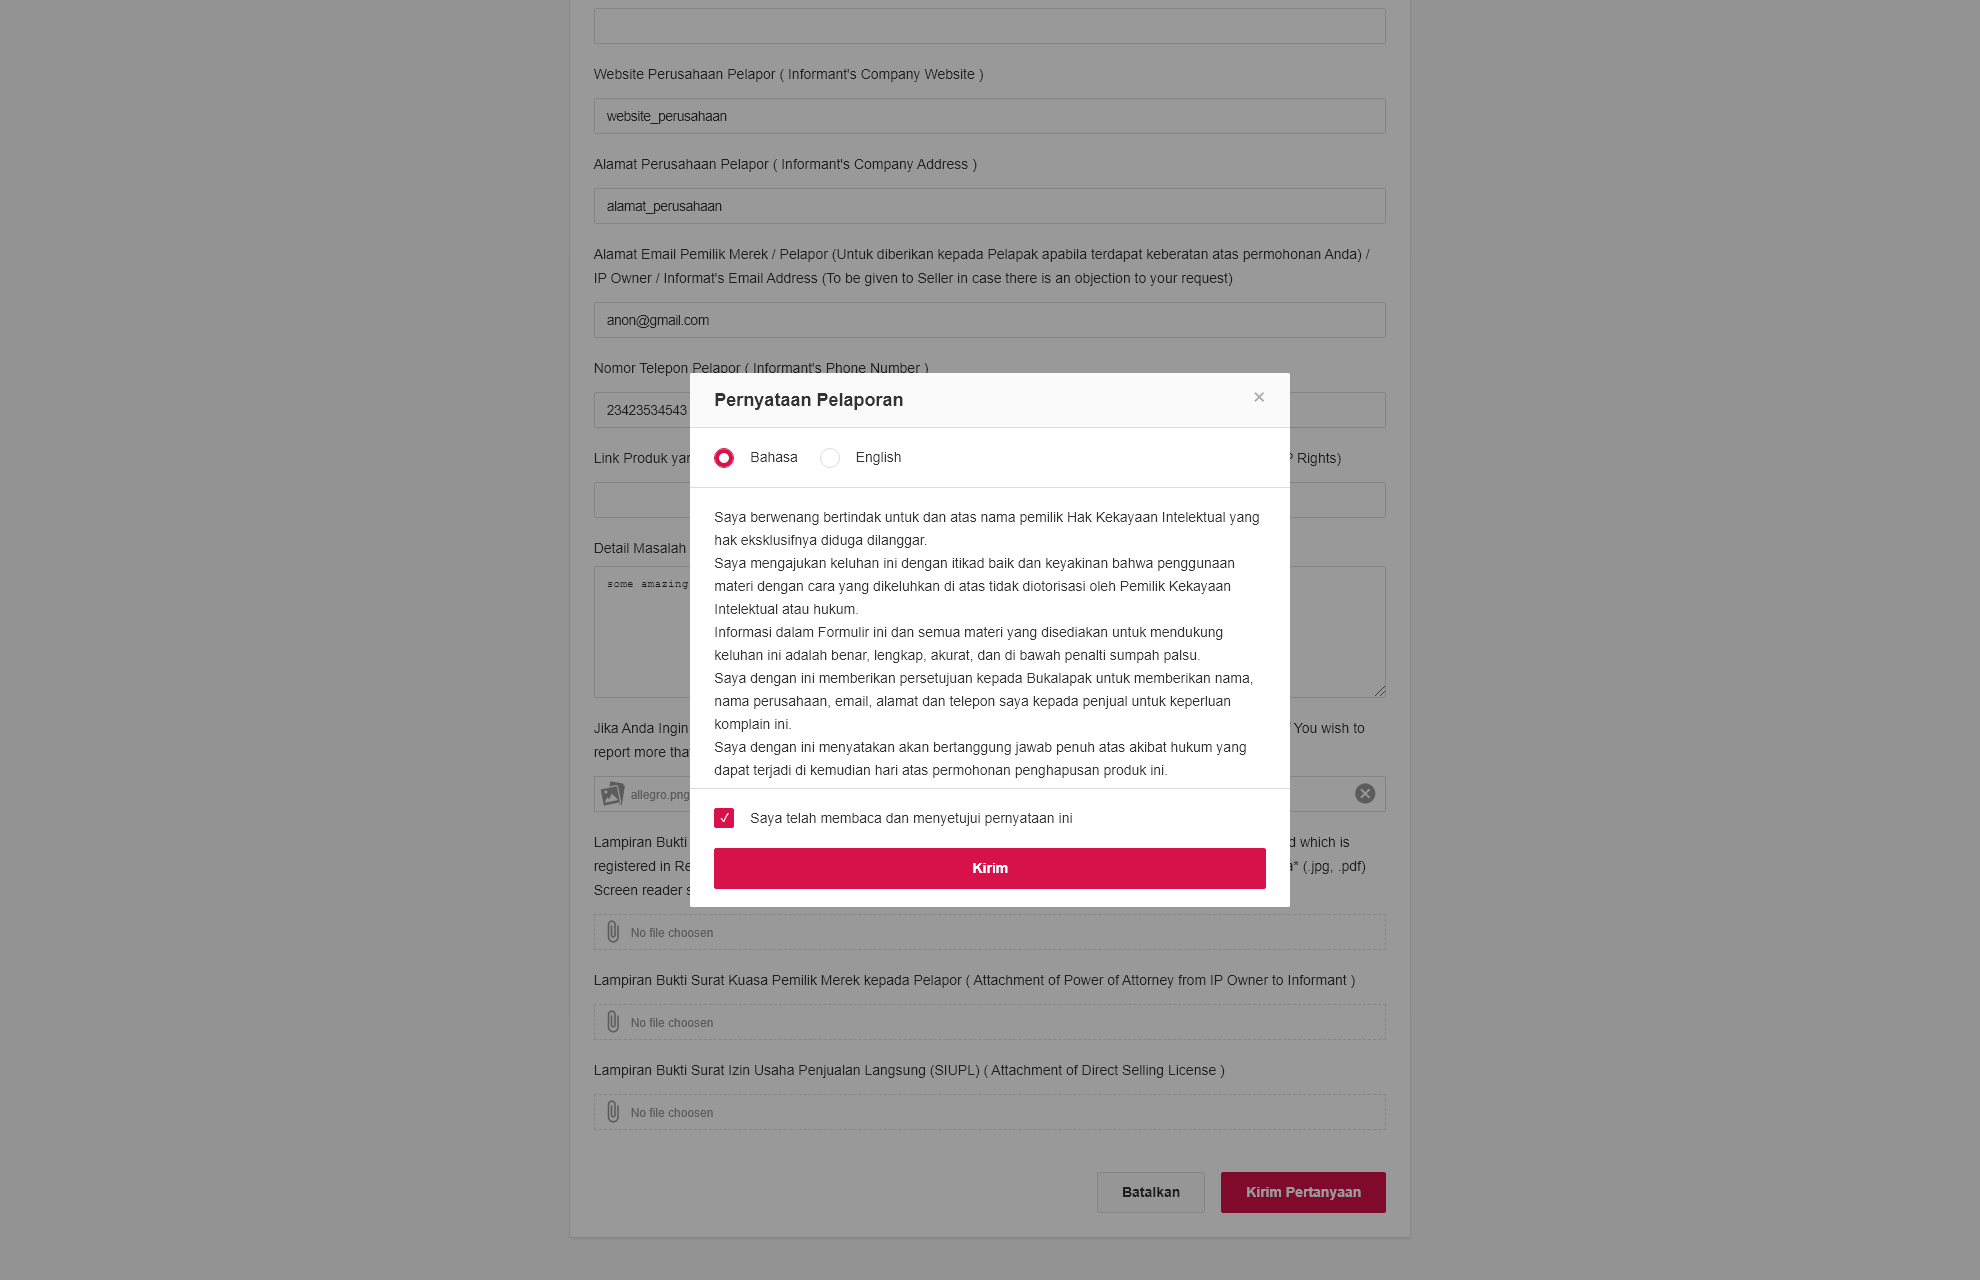 Website Perusahaan Pelapor ( Informant's Company Website )
website_perusahaan
Alamat Perusahaan Pelapor ( Informant's Company Address )
alamat_perusahaan
Alamat Email Pemilik Merek / Pelapor (Untuk diberikan kepada Pelapak apabila terdapat keberatan atas permohonan Anda) /
IP Owner / Informat's Email Address (To be given to Seller in case there is an objection to your request)
anon@gmail.com
Nomor Telepon Pelapor ( Informant's Phone Number )
23423534543
Link Produk
Rights)
Detail Masalah
some amazing
Jika Anda Ingin
You wish to
report more
allegro.png
Lampiran Bukti
which is
registered in
(.jpg, .pdf)
Screen reader
Pernyataan Pelaporan
×
Bahasa English
Saya berwenang bertindak untuk dan atas nama pemilik Hak Kekayaan Intelektual yang
hak eksklusifnya diduga dilanggar.
Saya mengajukan keluhan ini dengan itikad baik dan keyakinan bahwa penggunaan
materi dengan cara yang dikeluhkan di atas tidak diotorisasi oleh Pemilik Kekayaan
Intelektual atau hukum.
Informasi dalam Formulir ini dan semua materi yang disediakan untuk mendukung
keluhan ini adalah benar, lengkap, akurat, dan di bawah penalti sumpah palsu.
Saya dengan ini memberikan persetujuan kepada Bukalapak untuk memberikan nama,
nama perusahaan, email, alamat dan telepon saya kepada penjual untuk keperluan
komplain ini.
Saya dengan ini menyatakan akan bertanggung jawab penuh atas akibat hukum yang
dapat terjadi di kemudian hari atas permohonan penghapusan produk ini.
Saya telah membaca dan menyetujui pernyataan ini
Kirim
No file choosen
Lampiran Bukti Surat Kuasa Pemilik Merek kepada Pelapor ( Attachment of Power of Attorney from IP Owner to Informant )
No file choosen
Lampiran Bukti Surat Izin Usaha Penjualan Langsung (SIUPL) ( Attachment of Direct Selling License )
No file choosen
Batalkan
Kirim Pertanyaan